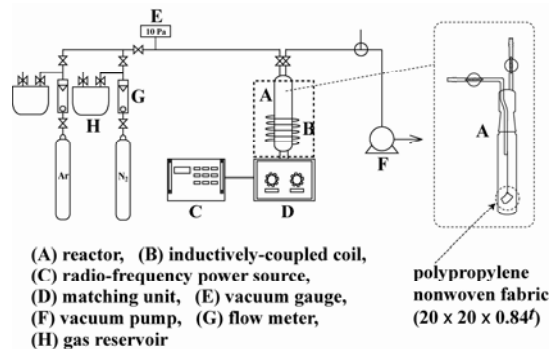 E
10 Pa
A
B
G
H
Ar
N₂
F
C
D
A
(A) reactor, (B) inductively-coupled coil,
(C) radio-frequency power source,
(D) matching unit, (E) vacuum gauge,
(F) vacuum pump, (G) flow meter,
(H) gas reservoir
polypropylene
nonwoven fabric
(20 x 20 x 0.84ᵗ)